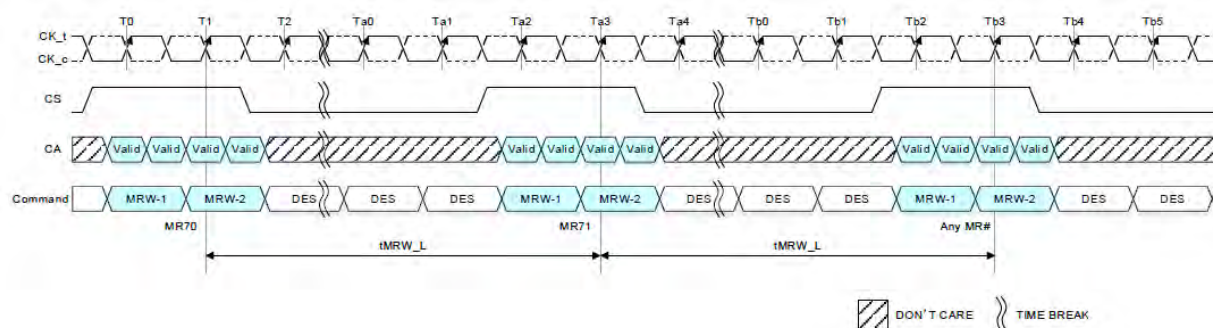 T0 T1 T2 Ta0 Ta1 Ta2 Ta3 Ta4 Tb0 Tb1 Tb2 Tb3 Tb4 Tb5
CK_t
CK_c
CS
CA Valid Valid Valid Valid Valid Valid Valid Valid Valid Valid Valid Valid
Command MRW-1 MRW-2 DES DES DES MRW-1 MRW-2 DES DES DES MRW-1 MRW-2 DES DES
MR70 MR71 Any MR#
tMRW_L tMRW_L
DON'T CARE TIME BREAK